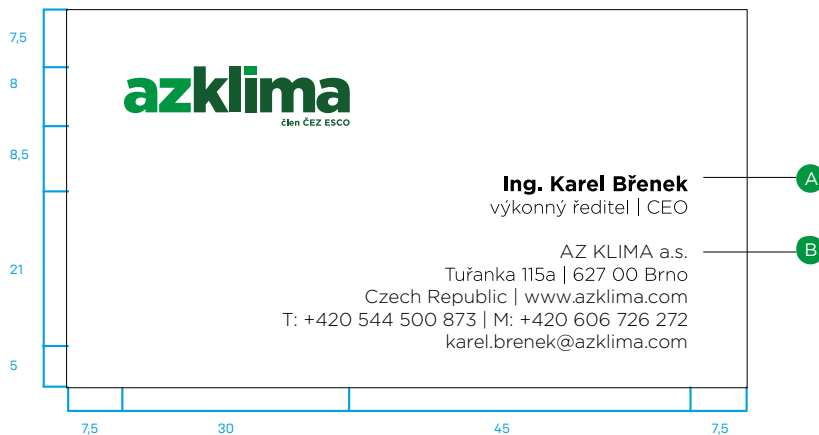 7,5
8
8,5
21
5
azklima
člen ČEZ ESCO
Ing. Karel Břenek
výkonný ředitel | CEO
A
AZ KLIMA a.s.
B
Tuřanka 115a | 627 00 Brno
Czech Republic | www.azklima.com
T: +420 544 500 873 | M: +420 606 726 272
karel.brenek@azklima.com
7,5
30
45
7,5